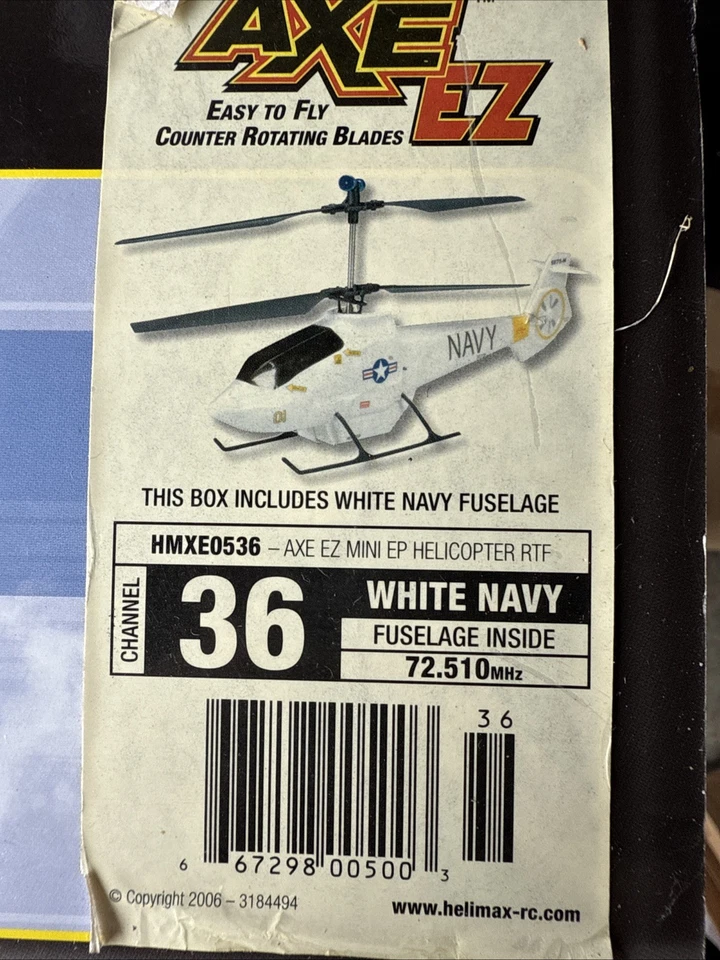 AXE
™
EZ
EASY TO FLY
COUNTER ROTATING BLADES
NAVY
01
THIS BOX INCLUDES WHITE NAVY FUSELAGE
HMXE0536 – AXE EZ MINI EP HELICOPTER RTF
CHANNEL
36
WHITE NAVY
FUSELAGE INSIDE
72.510MHz
36
6 67298 00500 3
© Copyright 2006 – 3184494
www.helimax-rc.com